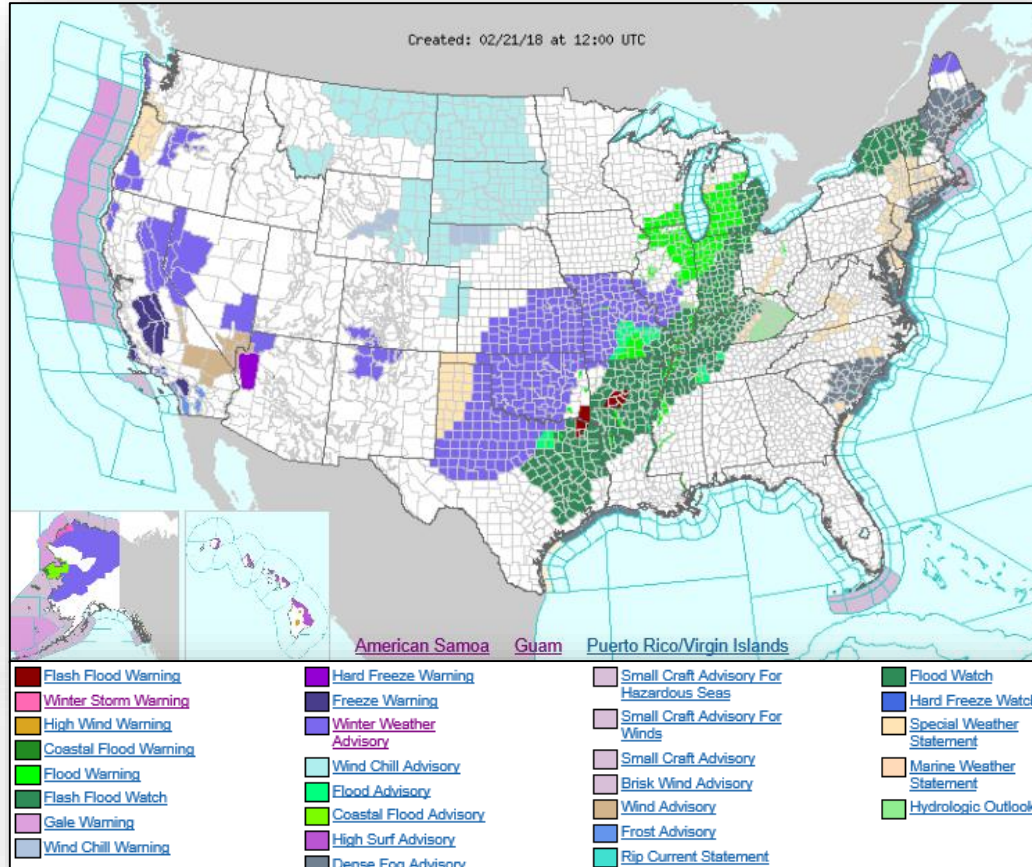 Created: 02/21/18 at 12:00 UTC
American Samoa Guam Puerto Rico/Virgin Islands
Flash Flood Warning
Winter Storm Warning
High Wind Warning
Coastal Flood Warning
Flood Warning
Flash Flood Watch
Gale Warning
Wind Chill Warning
Hard Freeze Warning
Freeze Warning
Winter Weather
Advisory
Wind Chill Advisory
Flood Advisory
Coastal Flood Advisory
High Surf Advisory
Dense Fog Advisory
Small Craft Advisory For
Hazardous Seas
Small Craft Advisory For
Winds
Small Craft Advisory
Brisk Wind Advisory
Wind Advisory
Frost Advisory
Rip Current Statement
Flood Watch
Hard Freeze Watch
Special Weather
Statement
Marine Weather
Statement
Hydrologic Outlook